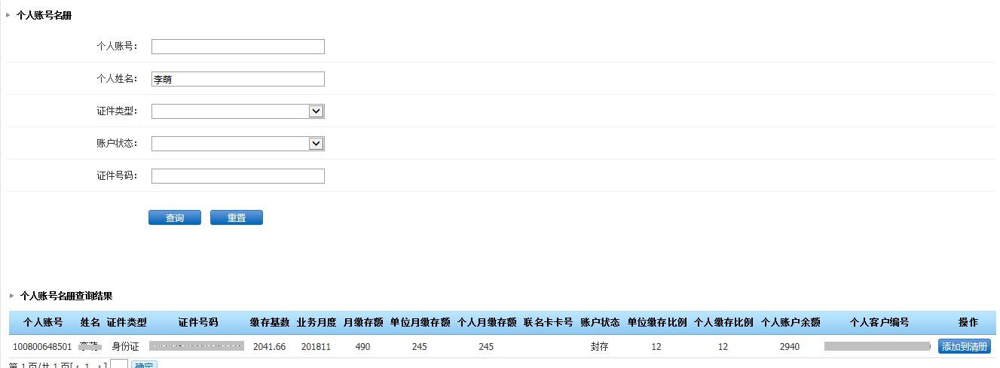 个人账号名册
个人账号：
个人姓名： 李萌
证件类型：
账户状态：
证件号码：
查询 重置
个人账号名册查询结果
个人账号 姓名 证件类型 证件号码 缴存基数 业务月度 月缴存额 单位月缴存额 个人月缴存额 联名卡卡号 账户状态 单位缴存比例 个人缴存比例 个人账户余额 个人客户编号 操作
100800648501 身份证 2041.66 201811 490 245 245 封存 12 12 2940 添加到清册
第 1 页/共 1 页[ 1 ] 确定